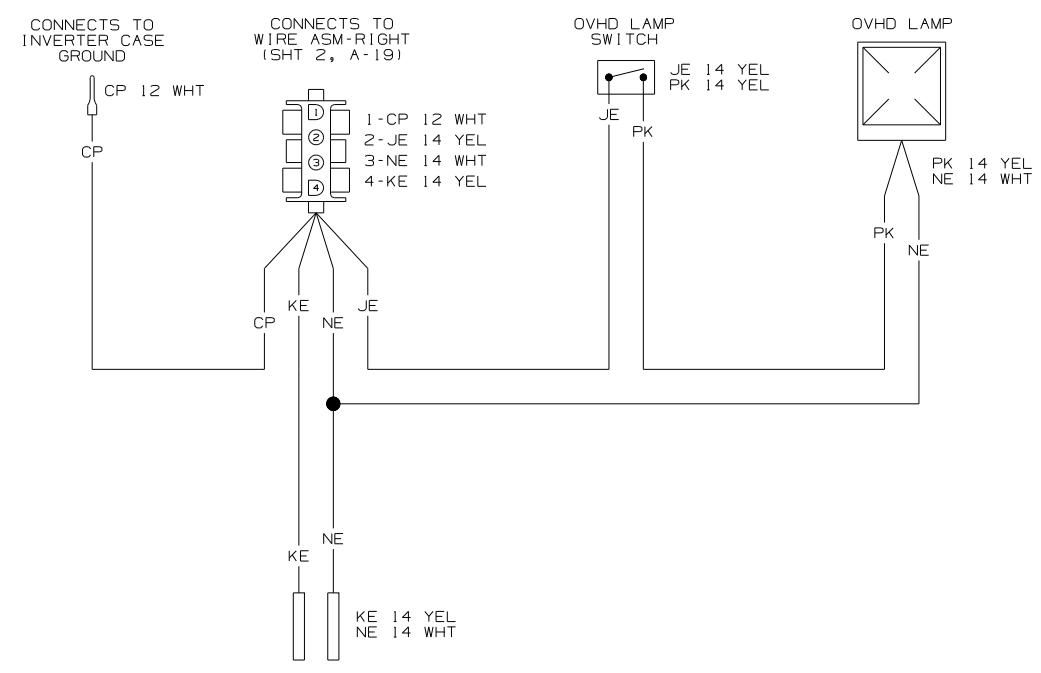 CONNECTS TO
INVERTER CASE
GROUND
CP 12 WHT
CP
CONNECTS TO
WIRE ASM-RIGHT
(SHT 2, A-19)
1
2
3
4
1-CP 12 WHT
2-JE 14 YEL
3-NE 14 WHT
4-KE 14 YEL
OVHD LAMP
SWITCH
JE 14 YEL
PK 14 YEL
JE
PK
OVHD LAMP
PK 14 YEL
NE 14 WHT
PK
NE
KE
JE
CP
NE
NE
KE
KE 14 YEL
NE 14 WHT